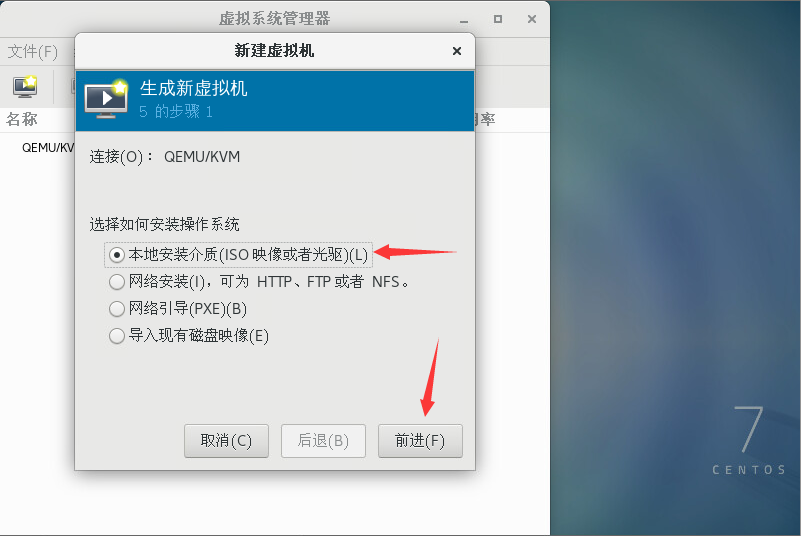 虚拟系统管理器
文件(F)
新建虚拟机
生成新虚拟机
5 的步骤 1
名称
率
QEMU/KV
连接(O)： QEMU/KVM
选择如何安装操作系统
本地安装介质(ISO 映像或者光驱)(L)
网络安装(I)，可为 HTTP、FTP 或者 NFS。
网络引导(PXE)(B)
导入现有磁盘映像(E)
取消(C)
后退(B)
前进(F)
7
CENTOS